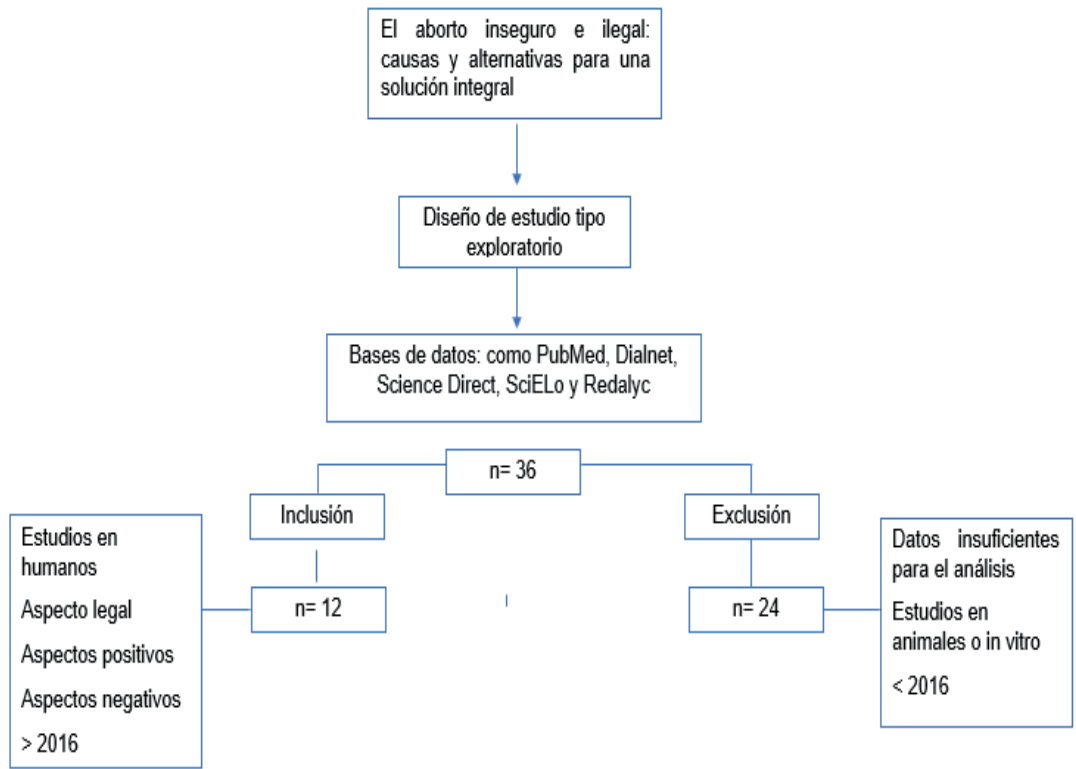 El aborto inseguro e ilegal:
causas y alternativas para una
solución integral
Diseño de estudio tipo
exploratorio
Bases de datos: como PubMed, Dialnet,
Science Direct, SciELo y Redalyc
n= 36
Inclusión
Exclusión
Estudios en
humanos
Aspecto legal
Aspectos positivos
Aspectos negativos
> 2016
n= 12
n= 24
Datos insuficientes
para el análisis
Estudios en
animales o in vitro
< 2016